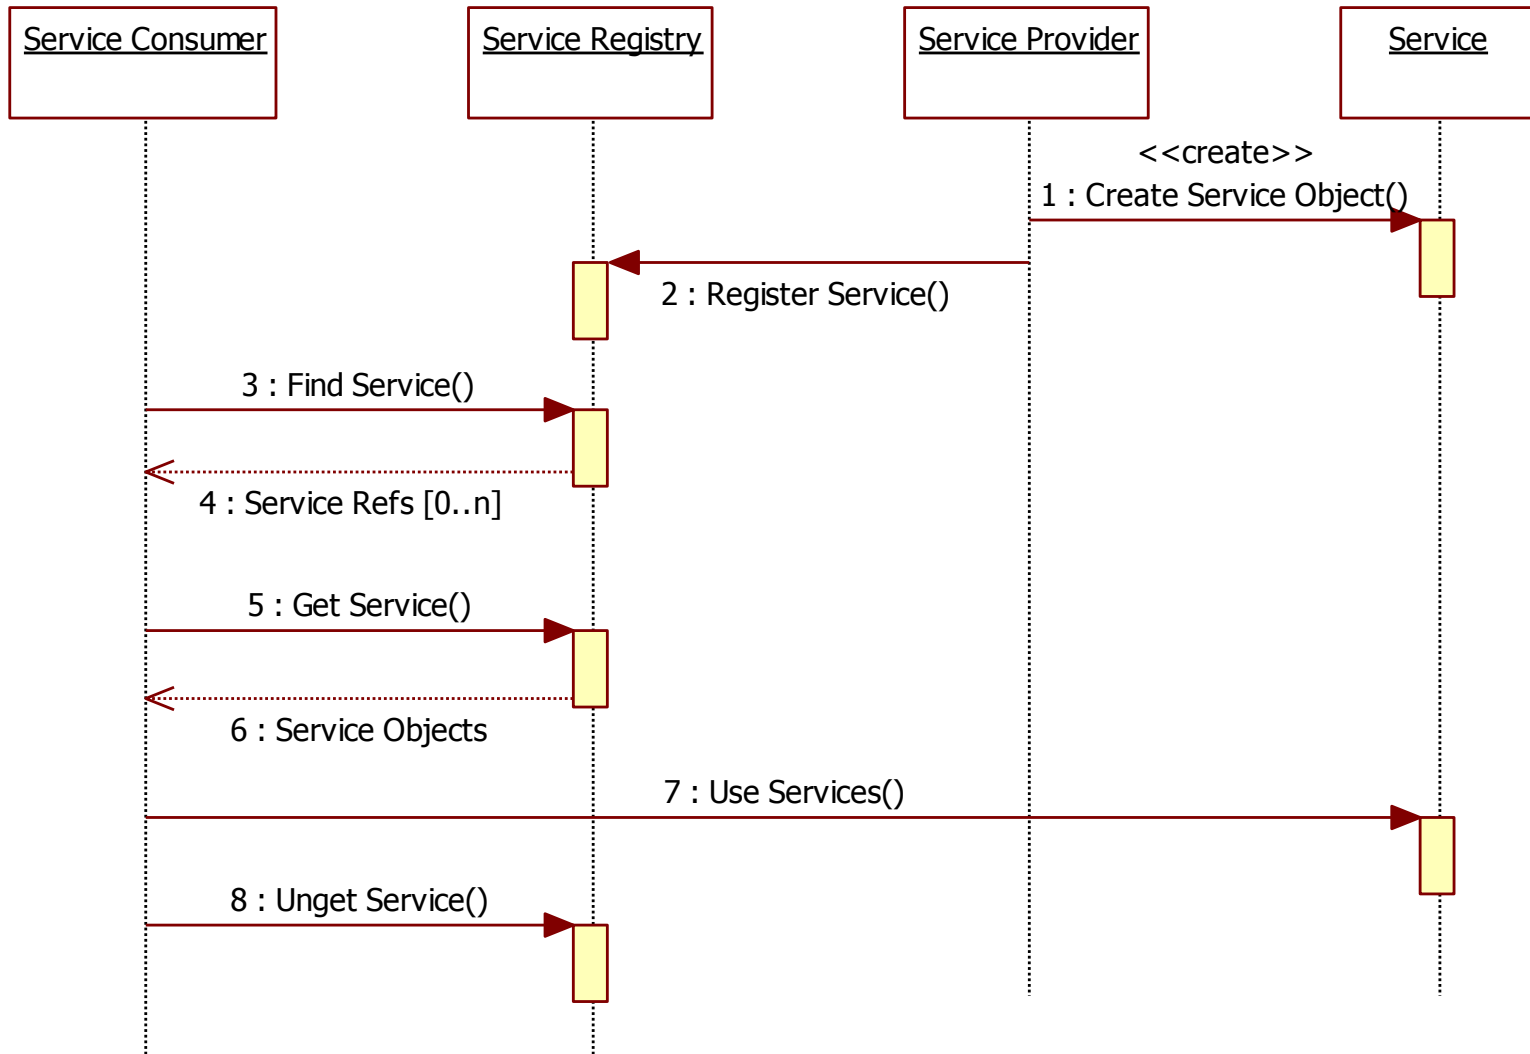 Service Consumer
Service Registry
Service Provider
Service
<<create>>
1 : Create Service Object()
2 : Register Service()
3 : Find Service()
4 : Service Refs [0..n]
5 : Get Service()
6 : Service Objects
7 : Use Services()
8 : Unget Service()